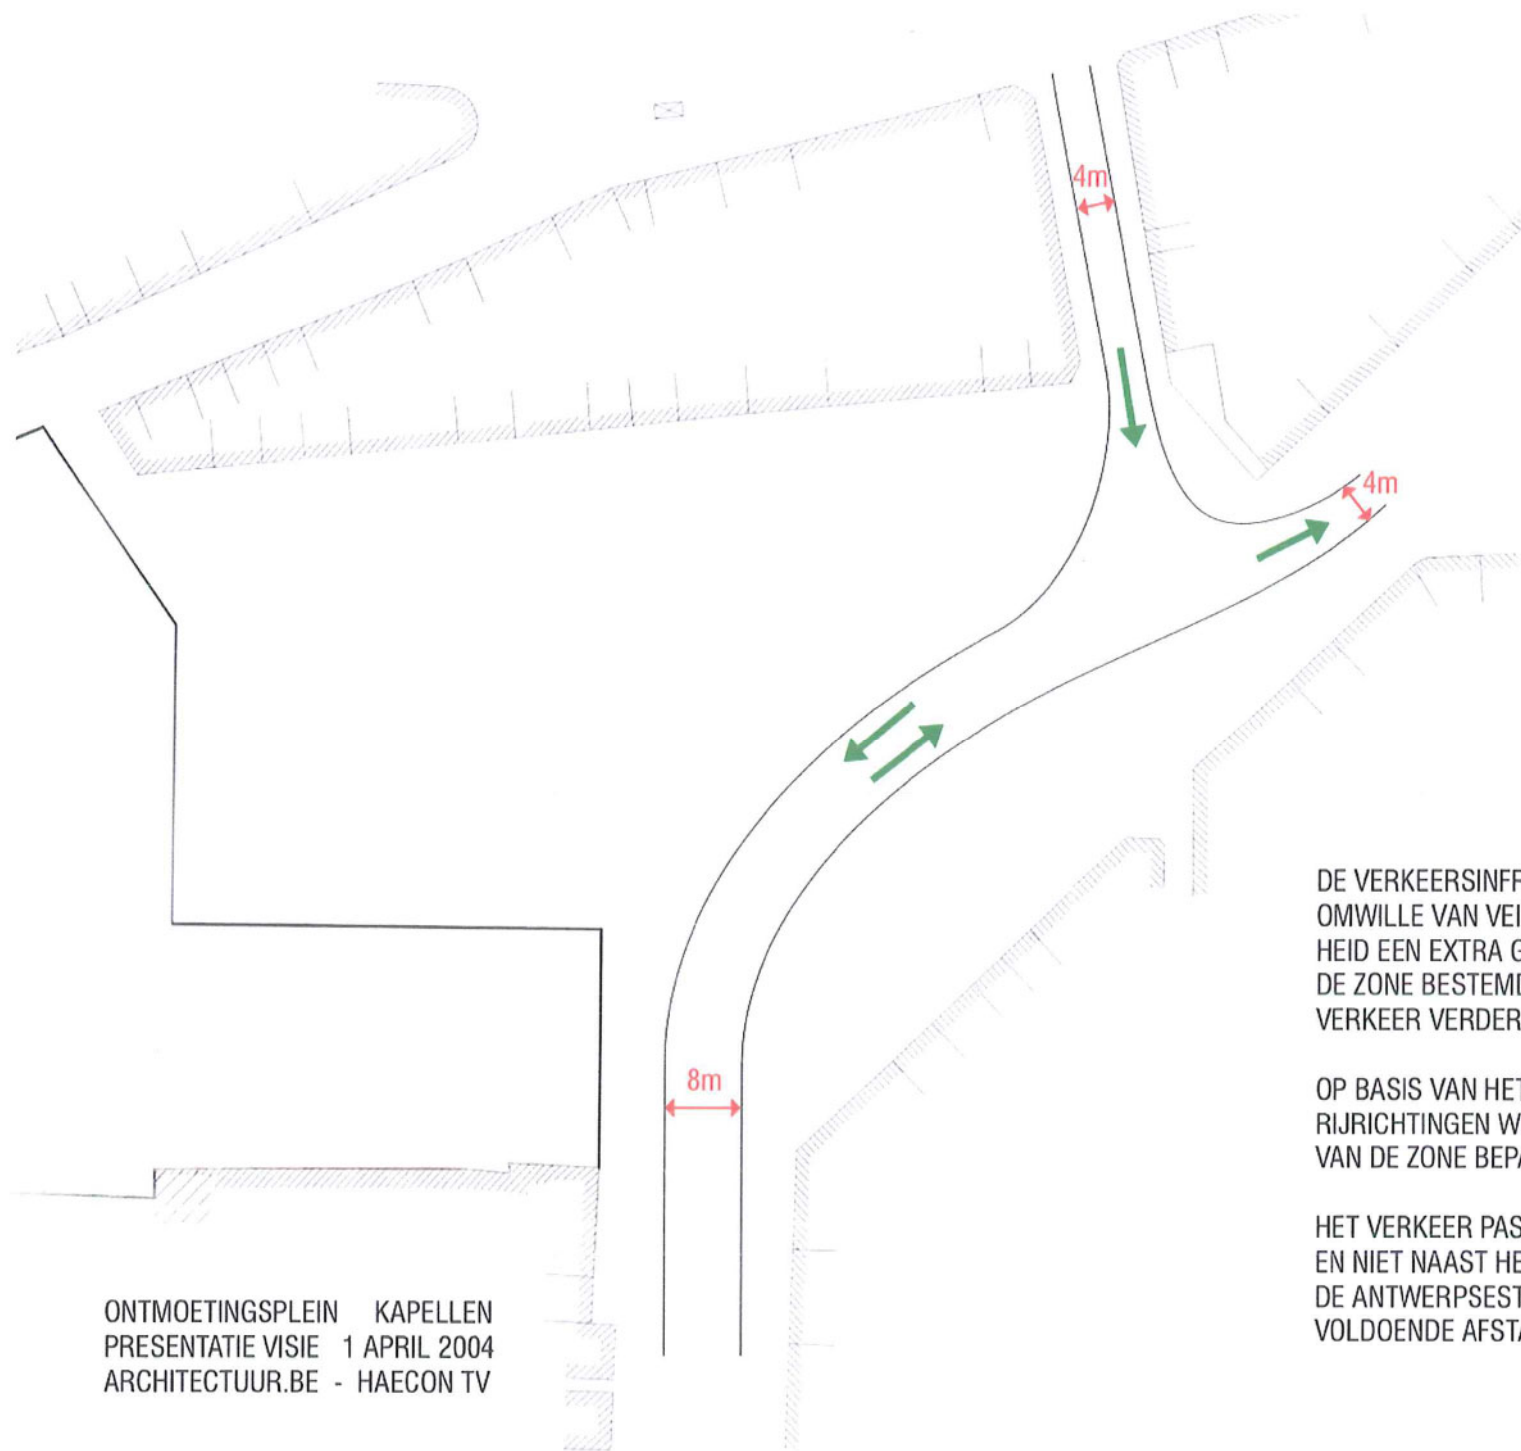 4m
4m
8m
DE VERKEERSINFR
OMWILLE VAN VEI
HEID EEN EXTRA G
DE ZONE BESTEMD
VERKEER VERDER
OP BASIS VAN HET
RIJRICHTINGEN W
VAN DE ZONE BEPA
HET VERKEER PAS
EN NIET NAAST HE
DE ANTWERPSEST
VOLDOENDE AFSTA
ONTMOETINGSPLEIN KAPELLEN
PRESENTATIE VISIE 1 APRIL 2004
ARCHITECTUUR.BE - HAECON TV